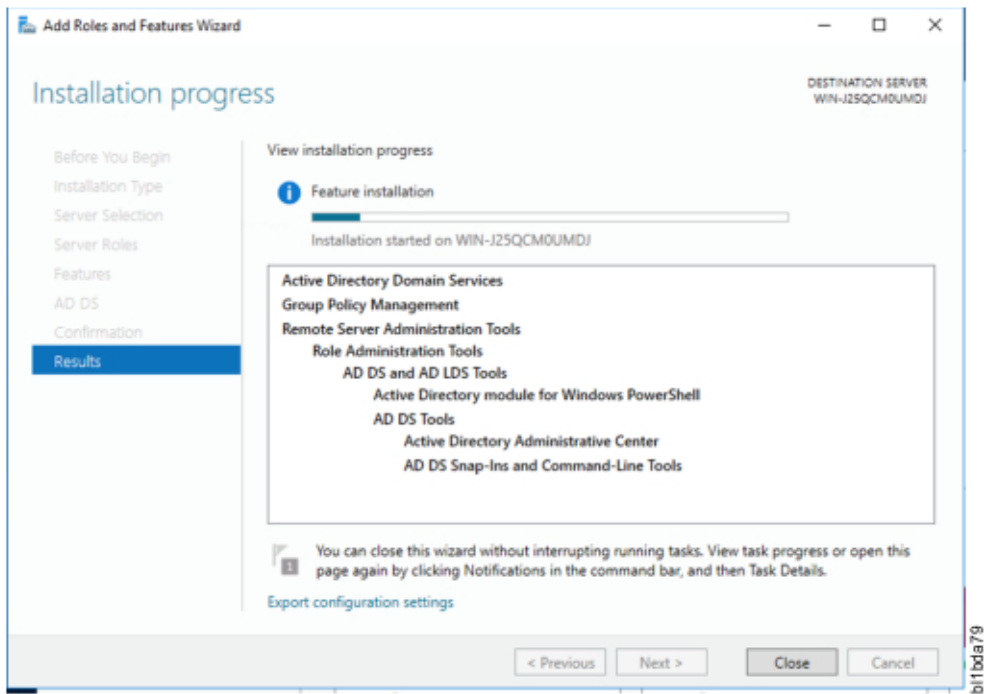 Add Roles and Features Wizard
Installation progress
DESTINATION SERVER
WIN-J25QCM0UMDJ
Before You Begin
Installation Type
Server Selection
Server Roles
Features
AD DS
Confirmation
Results
View installation progress
Feature installation
Installation started on WIN-J25QCM0UMDJ
Active Directory Domain Services
Group Policy Management
Remote Server Administration Tools
Role Administration Tools
AD DS and AD LDS Tools
Active Directory module for Windows PowerShell
AD DS Tools
Active Directory Administrative Center
AD DS Snap-Ins and Command-Line Tools
1
You can close this wizard without interrupting running tasks. View task progress or open this
page again by clicking Notifications in the command bar, and then Task Details.
Export configuration settings
< Previous
Next >
Close
Cancel
bl1bda79